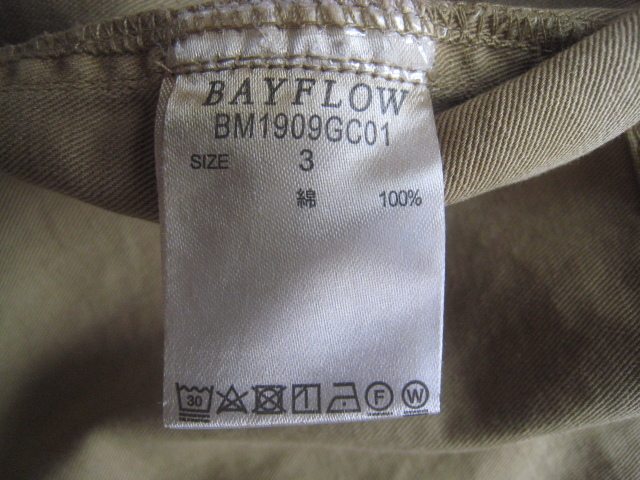 BAYFLOW
BM1909GC01
SIZE 3
綿 100%
30 F W